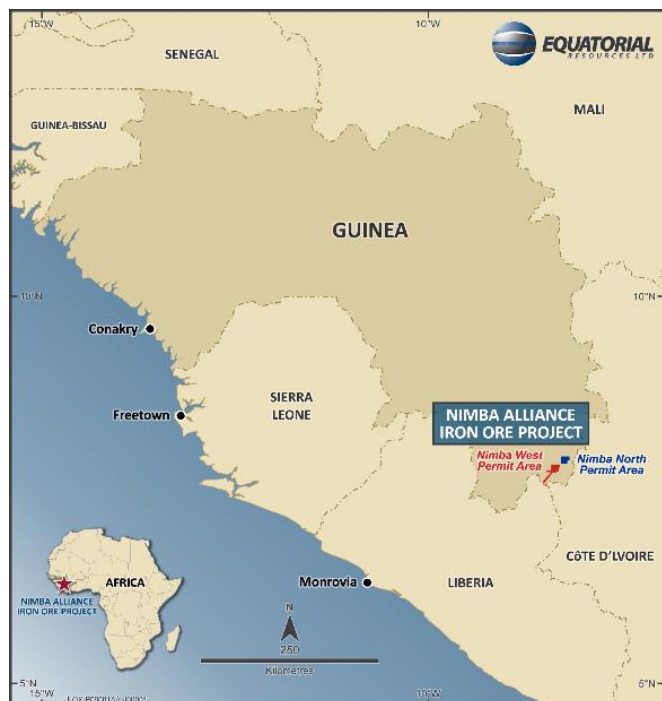 15°W
10°W
EQUATORIAL
RESOURCES LTD
SENEGAL
MALI
GUINEA-BISSAU
GUINEA
10°N
10°N
Conakry
Freetown
SIERRA
LEONE
NIMBA ALLIANCE
IRON ORE PROJECT
Nimba West
Permit Area
Nimba North
Permit Area
CÔTE D'LVOIRE
AFRICA
NIMBA ALLIANCE
IRON ORE PROJECT
Monrovia
LIBERIA
N
250
Kilometres
5°N
15°W
10°W
5°N